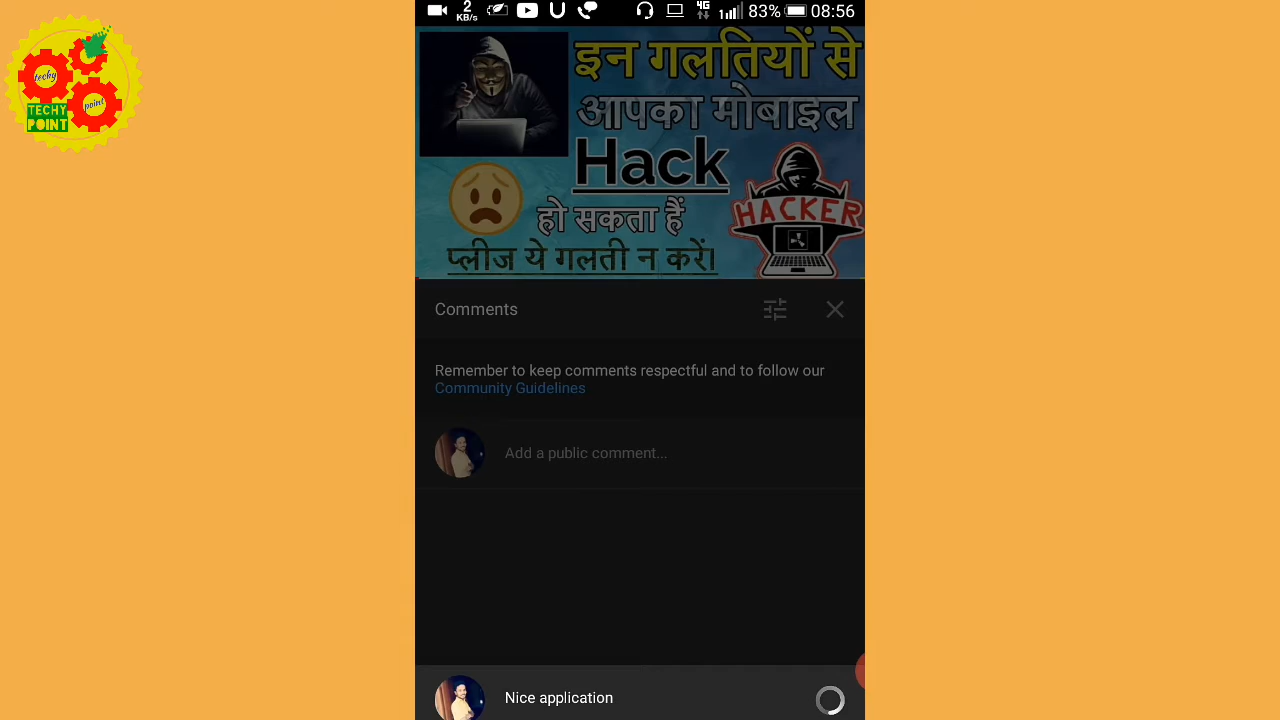 techy
point
TECHY
POINT
2
KB/s
4G
83%
08:56
इन गलतियों से
आपका मोबाइल
Hack
हो सकता हैं
HACKER
प्लीज ये गलती न करें।
Comments
Remember to keep comments respectful and to follow our
Community Guidelines
Add a public comment...
Nice application